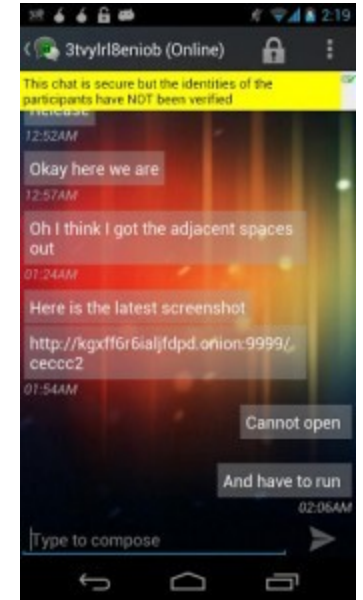 2:19
3tvylrl8eniob (Online)
This chat is secure but the identities of the
participants have NOT been verified
Release
12:52AM
Okay here we are
12:57AM
Oh I think I got the adjacent spaces
out
01:24AM
Here is the latest screenshot
http://kgxff6r6ialjfdpd.onion:9999/
ceccc2
01:54AM
Cannot open
And have to run
02:06AM
Type to compose